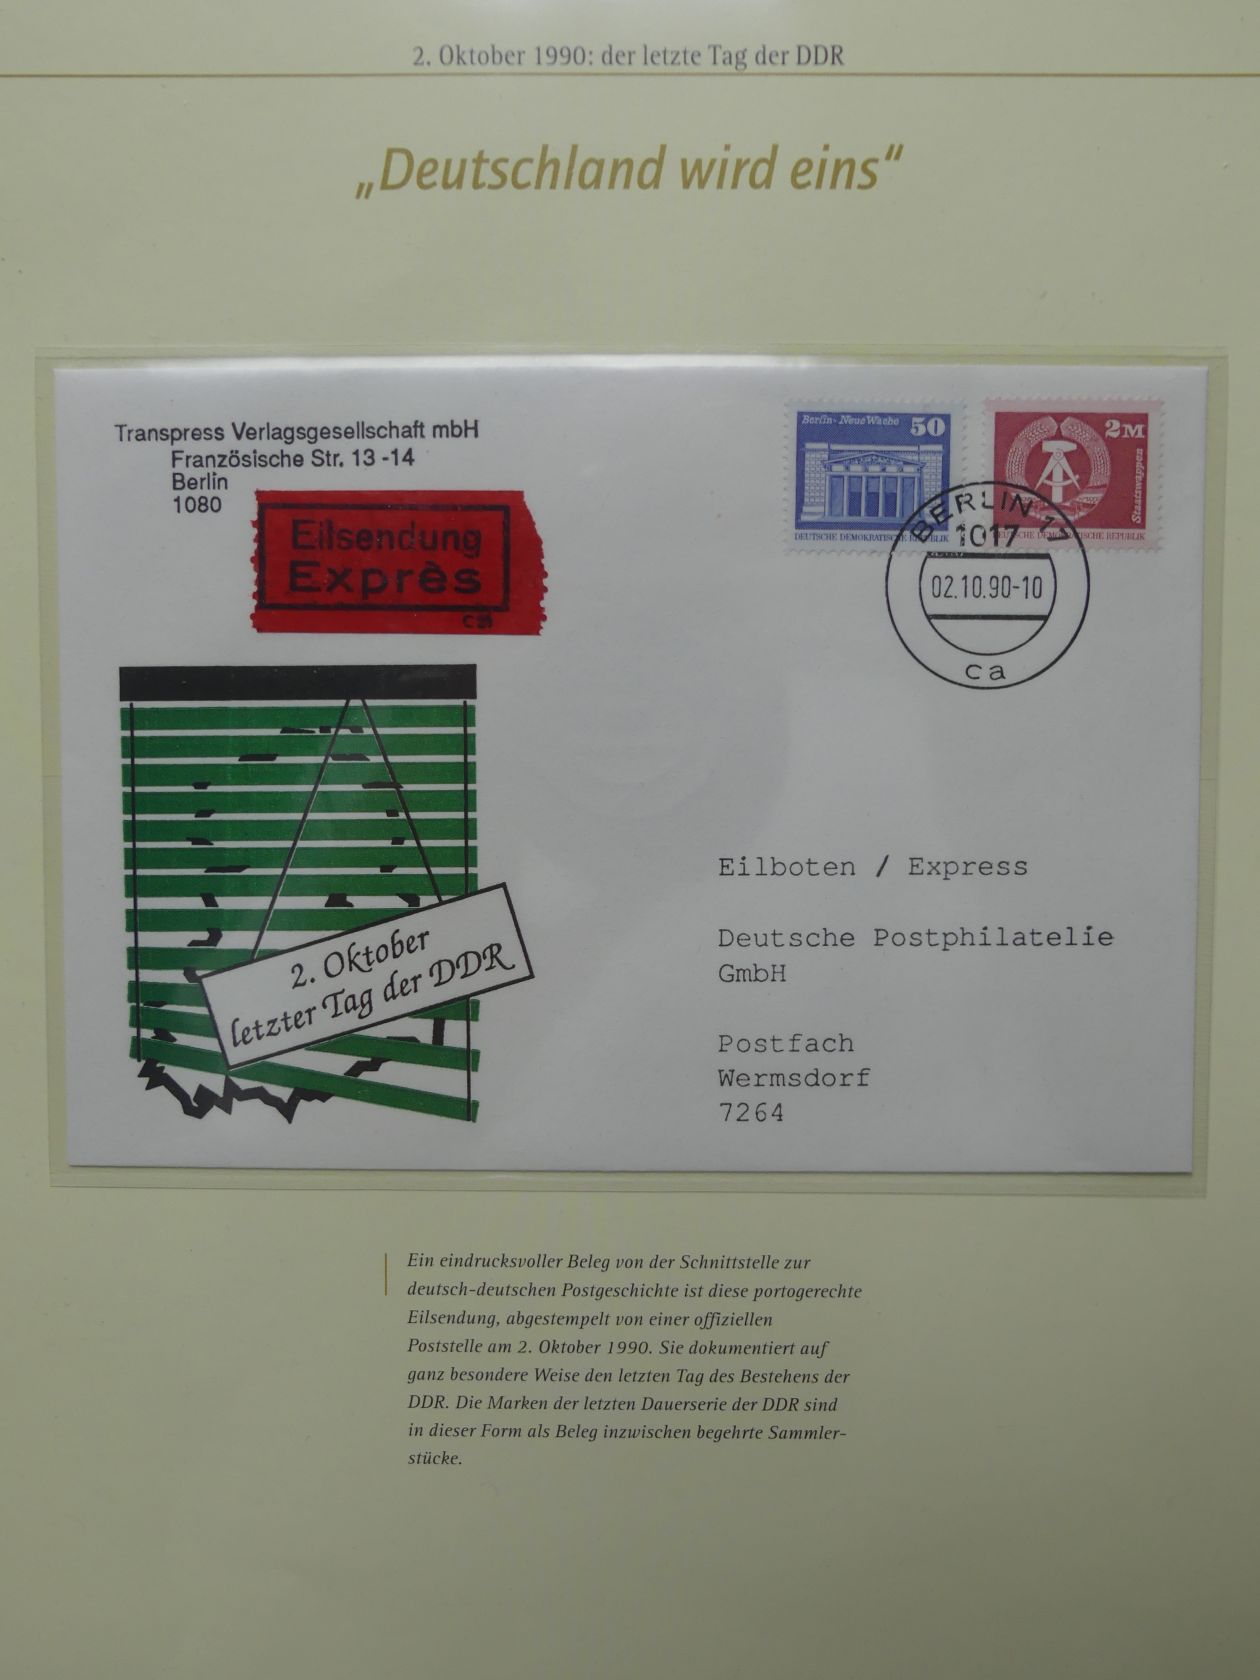 2. Oktober 1990: der letzte Tag der DDR
„Deutschland wird eins“
Transpress Verlagsgesellschaft mbH
Französische Str. 13 -14
Berlin
1080
Eilsendung
Exprès
C 21
Berlin - Neue Wache 50
DEUTSCHE DEMOKRATISCHE REPUBLIK
2M
Staatswappen
DEUTSCHE DEMOKRATISCHE REPUBLIK
BERLIN 17
1017
02.10.90-10
ca
2. Oktober
letzter Tag der DDR
Eilboten / Express
Deutsche Postphilatelie
GmbH
Postfach
Wermsdorf
7264
Ein eindrucksvoller Beleg von der Schnittstelle zur
deutsch-deutschen Postgeschichte ist diese portogerechte
Eilsendung, abgestempelt von einer offiziellen
Poststelle am 2. Oktober 1990. Sie dokumentiert auf
ganz besondere Weise den letzten Tag des Bestehens der
DDR. Die Marken der letzten Dauerserie der DDR sind
in dieser Form als Beleg inzwischen begehrte Sammler-
stücke.